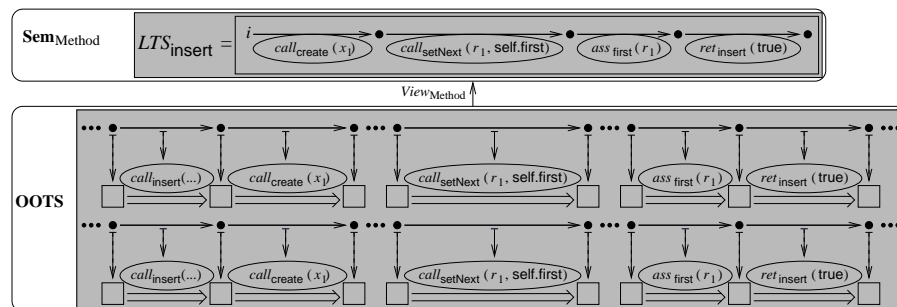 Sem_Method LTS_insert = i call_create(x_1) call_setNext(r_1, self.first) ass_first(r_1) ret_insert(true)
View_Method
••• ••• ••• •••
call_insert(...) call_create(x_1) call_setNext(r_1, self.first) ass_first(r_1) ret_insert(true)
OOTS
••• ••• ••• •••
call_insert(...) call_create(x_1) call_setNext(r_1, self.first) ass_first(r_1) ret_insert(true)